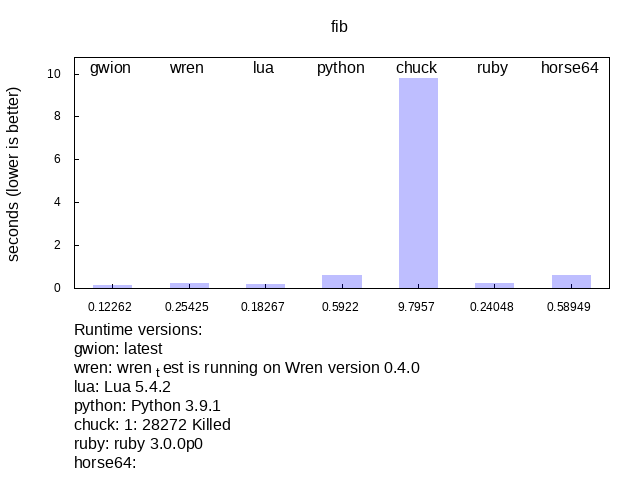 fib
seconds (lower is better)
10
8
6
4
2
0
gwion wren lua python chuck ruby horse64
0.12262 0.25425 0.18267 0.5922 9.7957 0.24048 0.58949
Runtime versions:
gwion: latest
wren: wren t est is running on Wren version 0.4.0
lua: Lua 5.4.2
python: Python 3.9.1
chuck: 1: 28272 Killed
ruby: ruby 3.0.0p0
horse64: